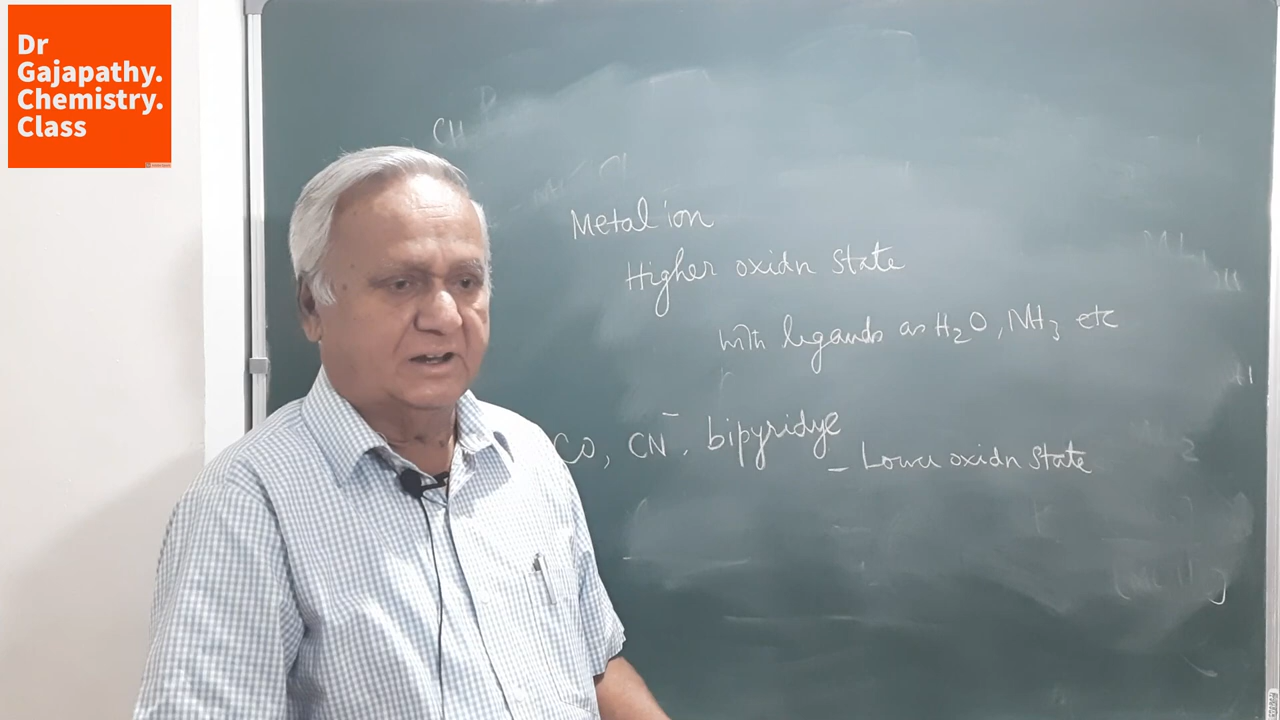 Dr
Gajapathy.
Chemistry.
Class
CH
Metal ion
Higher oxidn state
with ligands as H₂O, NH₃ etc
CO, CN⁻, bipyridye
– Lower oxidn state